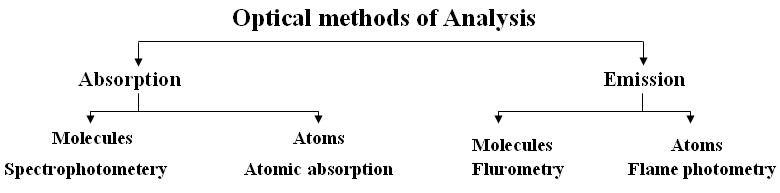 Optical methods of Analysis
Absorption
Emission
Molecules
Spectrophotometery
Atoms
Atomic absorption
Molecules
Flurometry
Atoms
Flame photometry